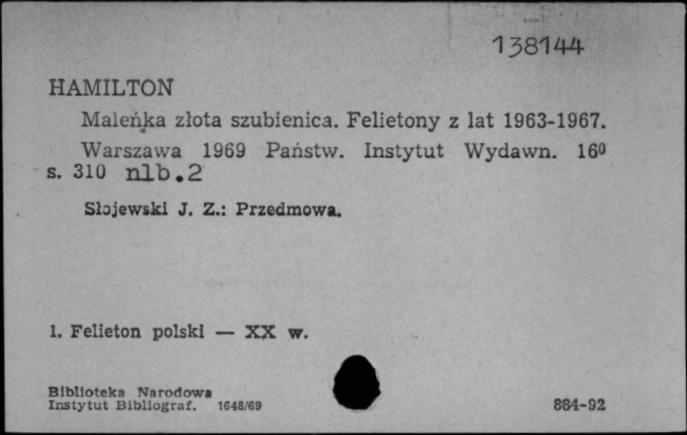 138144
HAMILTON
Maleńka złota szubienica. Felietony z lat 1963-1967.
Warszawa 1969 Państw. Instytut Wydawn. 16⁰
s. 310 nlb.2
Słojewski J. Z.: Przedmowa.
1. Felieton polski — XX w.
Biblioteka Narodowa
Instytut Bibliograf. 1648/69
884-92